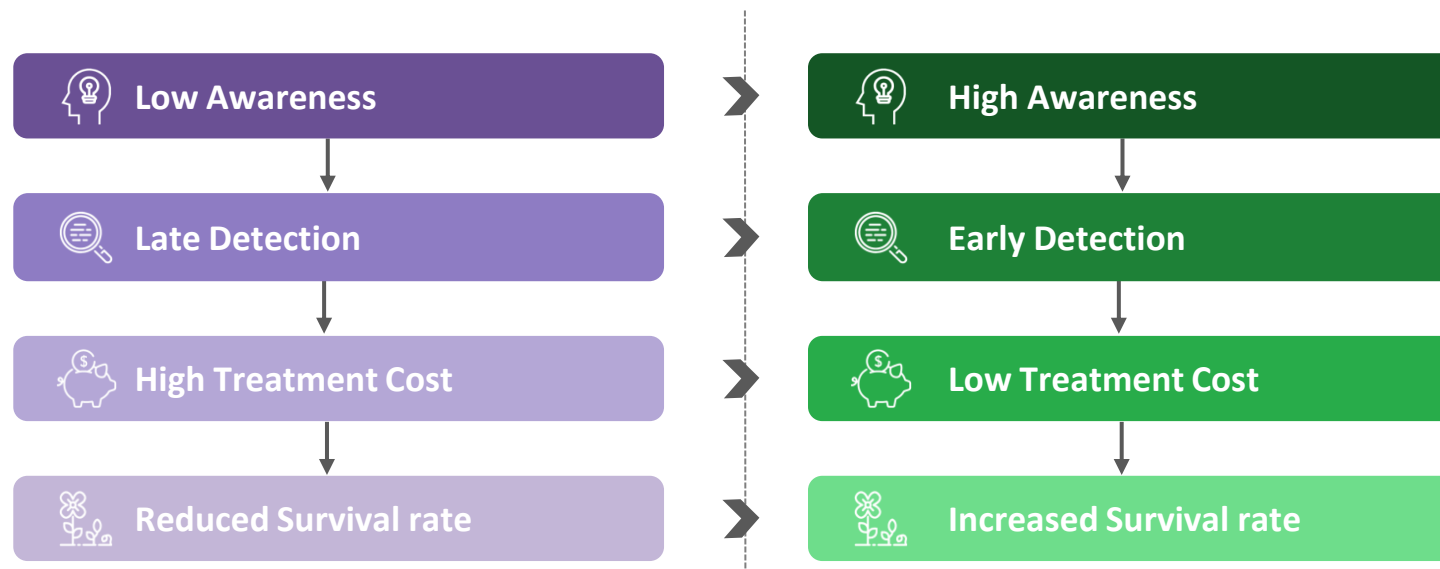 Low Awareness
High Awareness
Late Detection
Early Detection
$
High Treatment Cost
$
Low Treatment Cost
Reduced Survival rate
Increased Survival rate